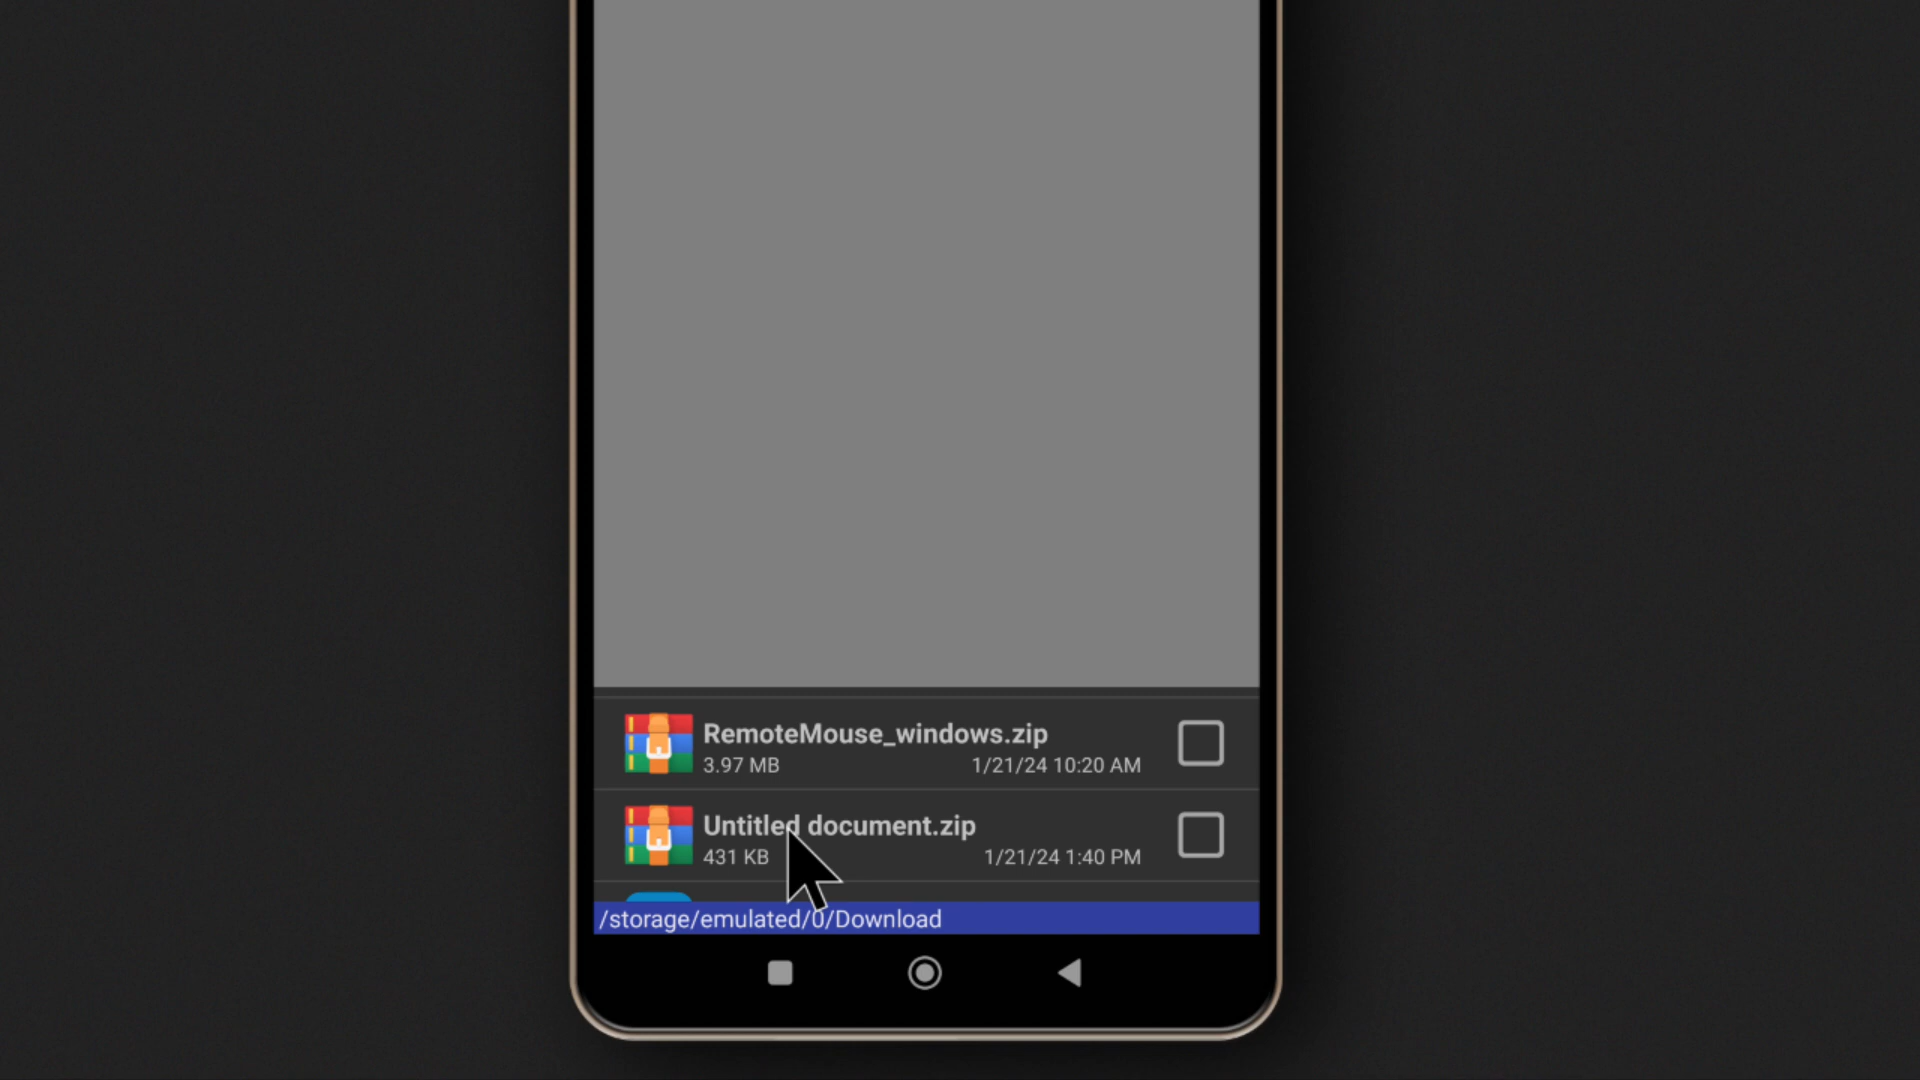 RemoteMouse_windows.zip
3.97 MB 1/21/24 10:20 AM
Untitled document.zip
431 KB 1/21/24 1:40 PM
/storage/emulated/0/Download